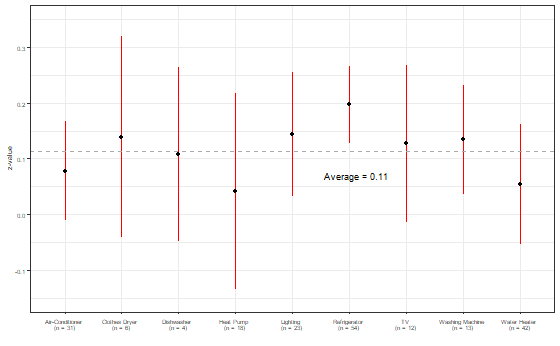 0.3
0.2
0.1
0.0
-0.1
z-value
Average = 0.11
Air-Conditioner Clothes Dryer Dishwasher Heat Pump Lighting Refrigerator TV Washing Machine Water Heater
(n = 31) (n = 6) (n = 4) (n = 18) (n = 23) (n = 54) (n = 12) (n = 13) (n = 42)